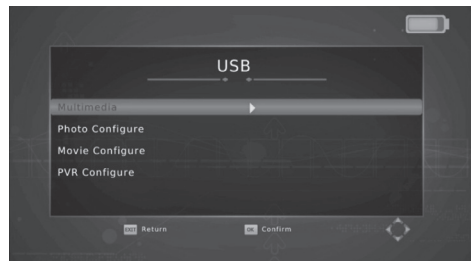 USB
Multimedia
Photo Configure
Movie Configure
PVR Configure
EXIT Return
OK Confirm